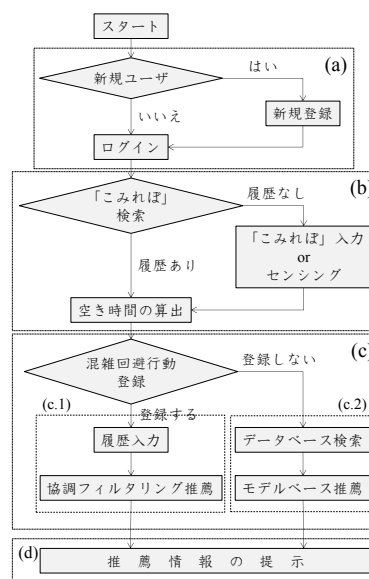 スタート
(a)
新規ユーザ
はい
新規登録
いいえ
ログイン
(b)
「こみれぽ」
検索
履歴なし
「こみれぽ」入力
or
センシング
履歴あり
空き時間の算出
(c)
混雑回避行動
登録
登録しない
(c.1)
登録する
(c.2)
履歴入力
データベース検索
協調フィルタリング推薦
モデルベース推薦
(d)
推薦情報の提示